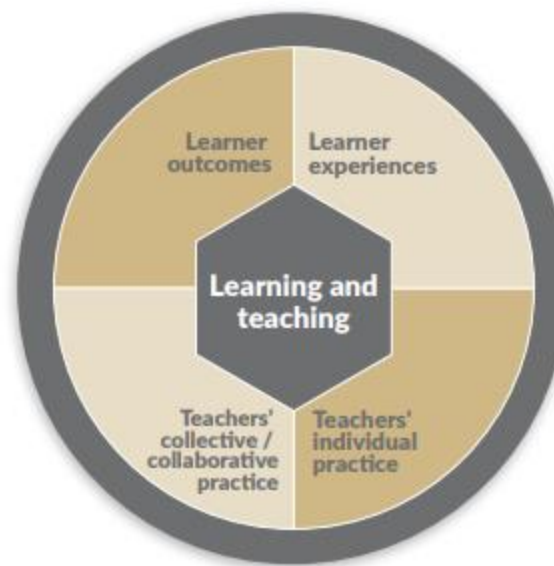 Learner
outcomes
Learner
experiences
Learning and
teaching
Teachers'
collective /
collaborative
practice
Teachers'
individual
practice